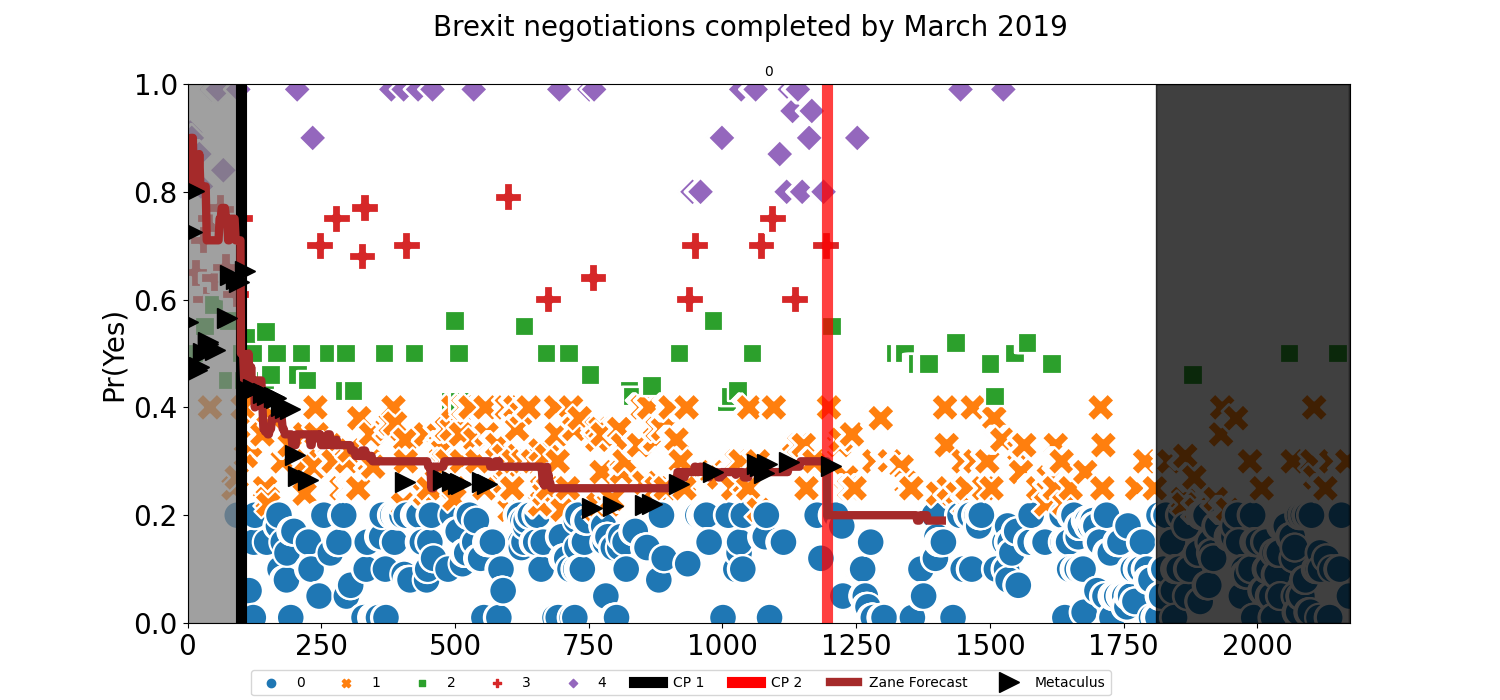 Brexit negotiations completed by March 2019
0
1.0
0.8
0.6
0.4
0.2
0.0
Pr(Yes)
0 250 500 750 1000 1250 1500 1750 2000
0 1 2 3 4 CP 1 CP 2 Zane Forecast Metaculus